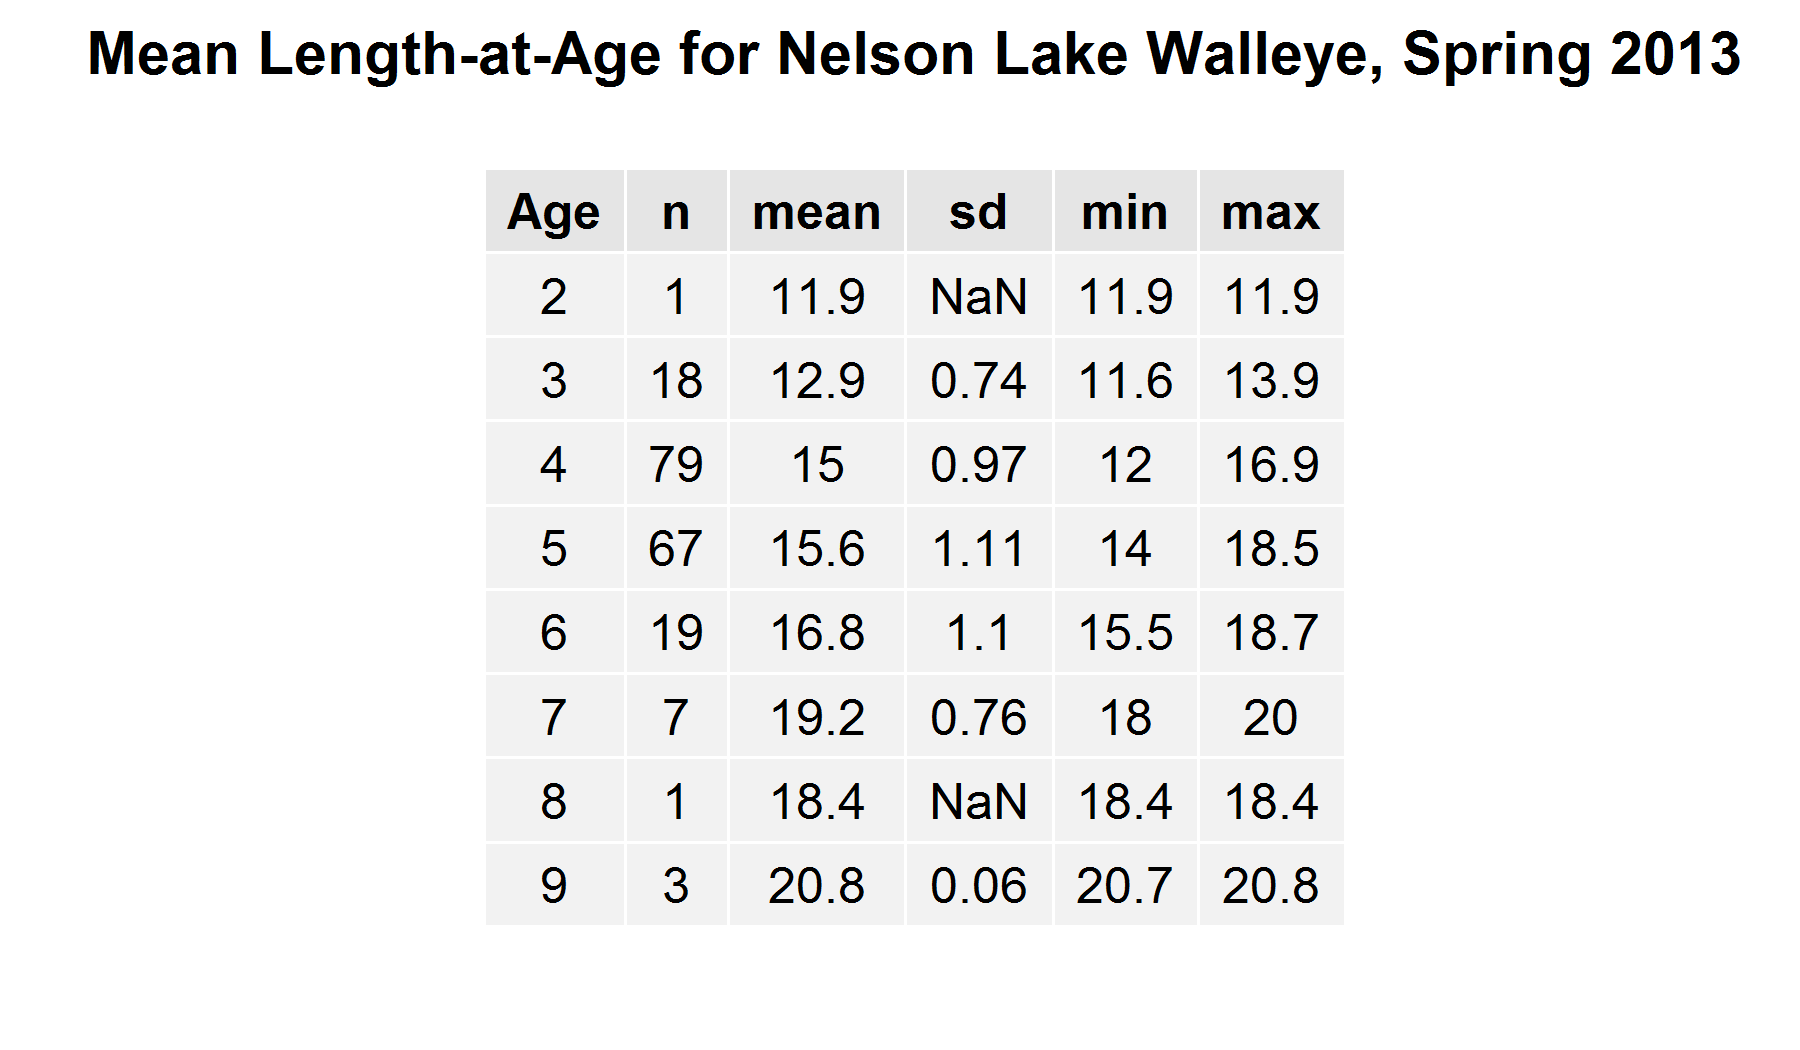 Mean Length-at-Age for Nelson Lake Walleye, Spring 2013
Age n mean sd min max
2 1 11.9 NaN 11.9 11.9
3 18 12.9 0.74 11.6 13.9
4 79 15 0.97 12 16.9
5 67 15.6 1.11 14 18.5
6 19 16.8 1.1 15.5 18.7
7 7 19.2 0.76 18 20
8 1 18.4 NaN 18.4 18.4
9 3 20.8 0.06 20.7 20.8